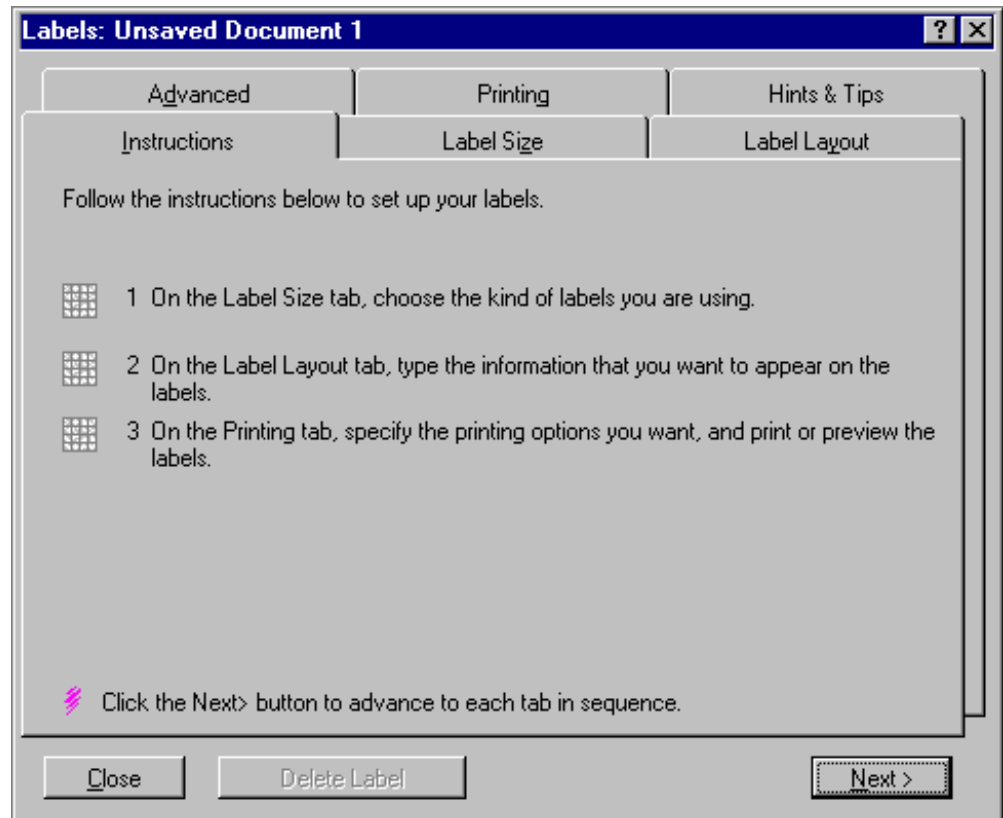 Labels: Unsaved Document 1
Advanced Printing Hints & Tips
Instructions Label Size Label Layout
Follow the instructions below to set up your labels.
1 On the Label Size tab, choose the kind of labels you are using.
2 On the Label Layout tab, type the information that you want to appear on the
labels.
3 On the Printing tab, specify the printing options you want, and print or preview the
labels.
Click the Next> button to advance to each tab in sequence.
Close Delete Label Next >